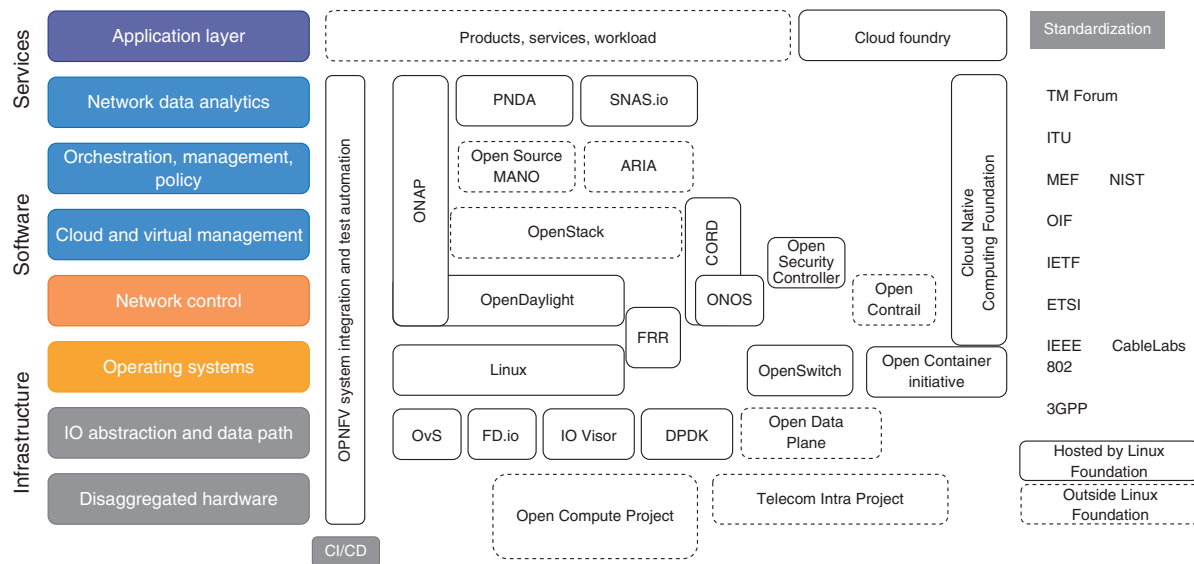 Services
Software
Infrastructure
Application layer
Network data analytics
Orchestration, management,
policy
Cloud and virtual management
Network control
Operating systems
IO abstraction and data path
Disaggregated hardware
OPNFV system integration and test automation
CI/CD
Products, services, workload
Cloud foundry
ONAP
PNDA
SNAS.io
Open Source
MANO
ARIA
OpenStack
CORD
Open
Security
Controller
OpenDaylight
ONOS
Open
Contrail
FRR
Cloud Native
Computing Foundation
Linux
OpenSwitch
Open Container
initiative
OvS
FD.io
IO Visor
DPDK
Open Data
Plane
Open Compute Project
Telecom Intra Project
Standardization
TM Forum
ITU
MEF NIST
OIF
IETF
ETSI
IEEE CableLabs
802
3GPP
Hosted by Linux
Foundation
Outside Linux
Foundation